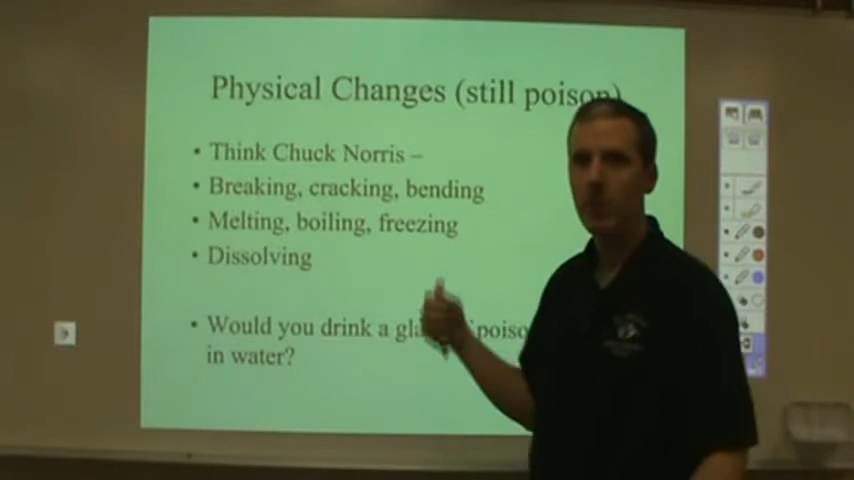 Physical Changes (still poison)
• Think Chuck Norris –
• Breaking, cracking, bending
• Melting, boiling, freezing
• Dissolving
• Would you drink a gla poiso
in water?